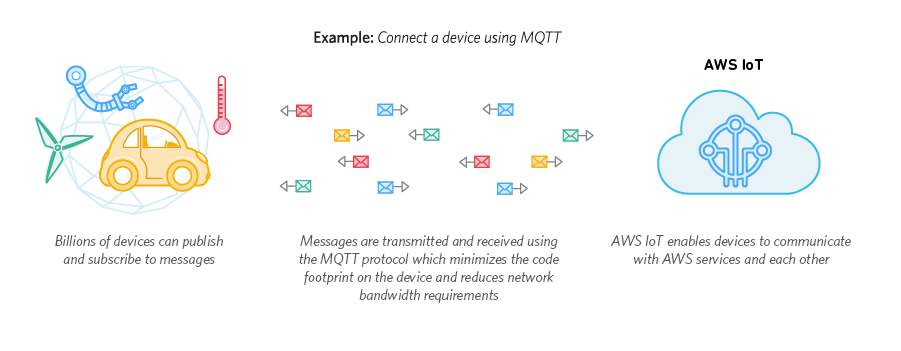 Example: Connect a device using MQTT
AWS IoT
Billions of devices can publish
and subscribe to messages
Messages are transmitted and received using
the MQTT protocol which minimizes the code
footprint on the device and reduces network
bandwidth requirements
AWS IoT enables devices to communicate
with AWS services and each other